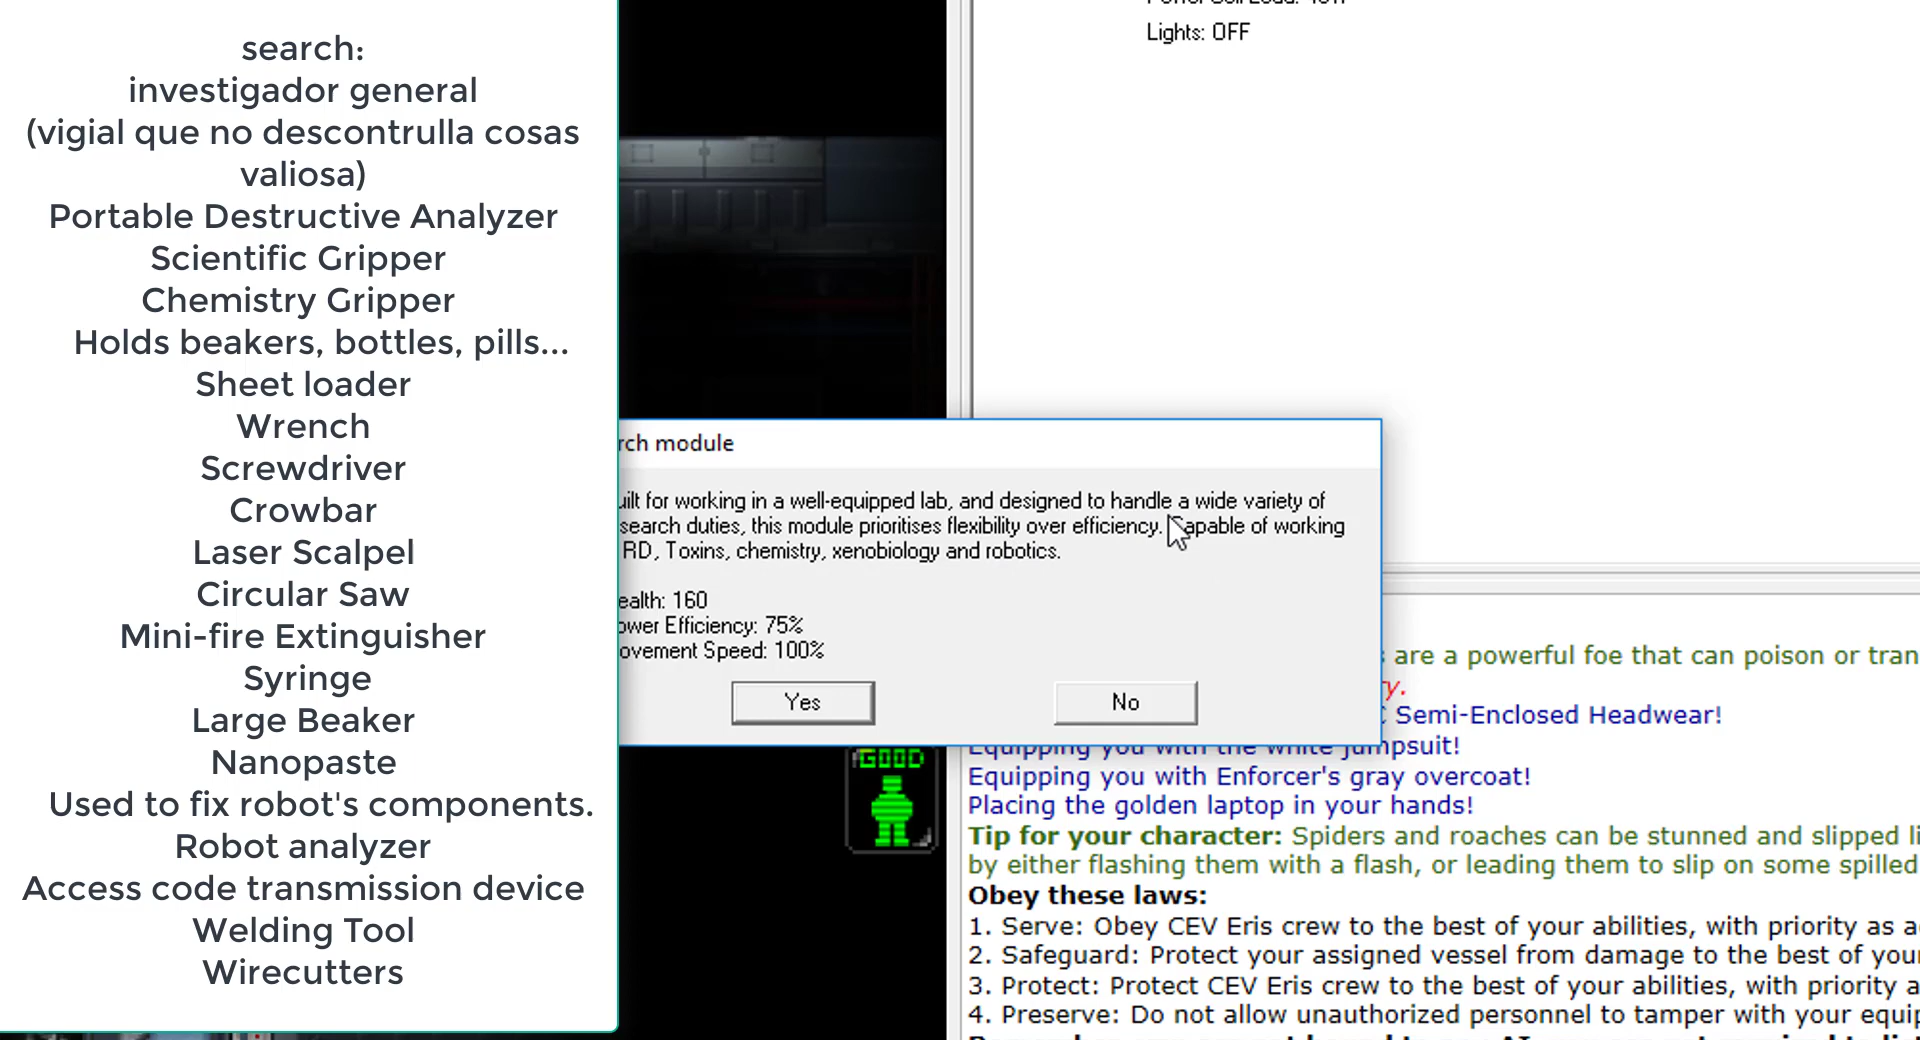 search:
investigador general
(vigial que no descontrulla cosas
valiosa)
Portable Destructive Analyzer
Scientific Gripper
Chemistry Gripper
Holds beakers, bottles, pills...
Sheet loader
Wrench
Screwdriver
Crowbar
Laser Scalpel
Circular Saw
Mini-fire Extinguisher
Syringe
Large Beaker
Nanopaste
Used to fix robot's components.
Robot analyzer
Access code transmission device
Welding Tool
Wirecutters
Lights: OFF
rch module
uilt for working in a well-equipped lab, and designed to handle a wide variety of
search duties, this module prioritises flexibility over efficiency. Capable of working
RD, Toxins, chemistry, xenobiology and robotics.
ealth: 160
ower Efficiency: 75%
ovement Speed: 100%
Yes
No
GOOD
s are a powerful foe that can poison or tran
y.
C Semi-Enclosed Headwear!
Equipping you with the white jumpsuit!
Equipping you with Enforcer's gray overcoat!
Placing the golden laptop in your hands!
Tip for your character: Spiders and roaches can be stunned and slipped li
by either flashing them with a flash, or leading them to slip on some spilled
Obey these laws:
1. Serve: Obey CEV Eris crew to the best of your abilities, with priority as a
2. Safeguard: Protect your assigned vessel from damage to the best of your
3. Protect: Protect CEV Eris crew to the best of your abilities, with priority a
4. Preserve: Do not allow unauthorized personnel to tamper with your equip